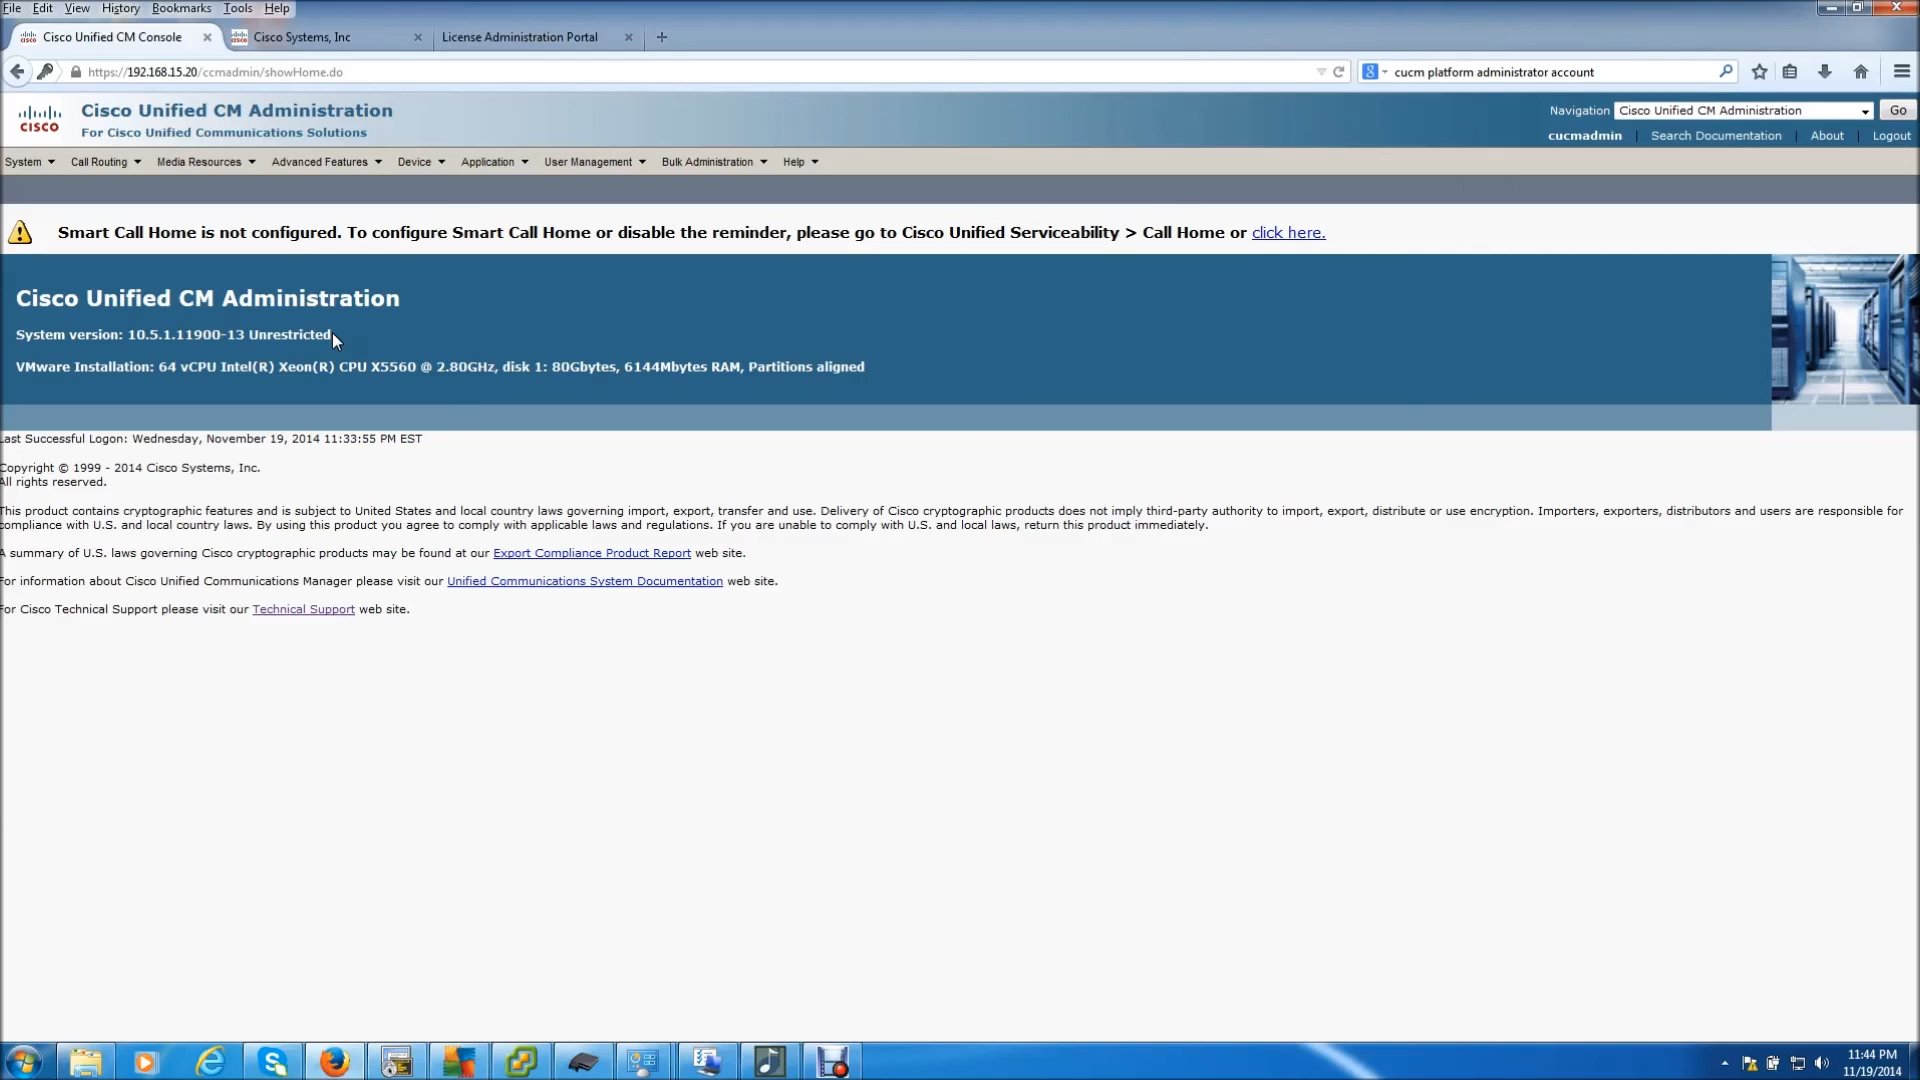 File Edit View History Bookmarks Tools Help
Cisco Unified CM Console × Cisco Systems, Inc × License Administration Portal × +
https://192.168.15.20/ccmadmin/showHome.do
cucm platform administrator account
Cisco Unified CM Administration
For Cisco Unified Communications Solutions
CISCO
Navigation Cisco Unified CM Administration Go
cucmadmin | Search Documentation | About | Logout
System Call Routing Media Resources Advanced Features Device Application User Management Bulk Administration Help
Smart Call Home is not configured. To configure Smart Call Home or disable the reminder, please go to Cisco Unified Serviceability > Call Home or click here.
Cisco Unified CM Administration
System version: 10.5.1.11900-13 Unrestricted
VMware Installation: 64 vCPU Intel(R) Xeon(R) CPU X5560 @ 2.80GHz, disk 1: 80Gbytes, 6144Mbytes RAM, Partitions aligned
Last Successful Logon: Wednesday, November 19, 2014 11:33:55 PM EST
Copyright © 1999 - 2014 Cisco Systems, Inc.
All rights reserved.
This product contains cryptographic features and is subject to United States and local country laws governing import, export, transfer and use. Delivery of Cisco cryptographic products does not imply third-party authority to import, export, distribute or use encryption. Importers, exporters, distributors and users are responsible for
compliance with U.S. and local country laws. By using this product you agree to comply with applicable laws and regulations. If you are unable to comply with U.S. and local laws, return this product immediately.
A summary of U.S. laws governing Cisco cryptographic products may be found at our Export Compliance Product Report web site.
For information about Cisco Unified Communications Manager please visit our Unified Communications System Documentation web site.
For Cisco Technical Support please visit our Technical Support web site.
11:44 PM
11/19/2014